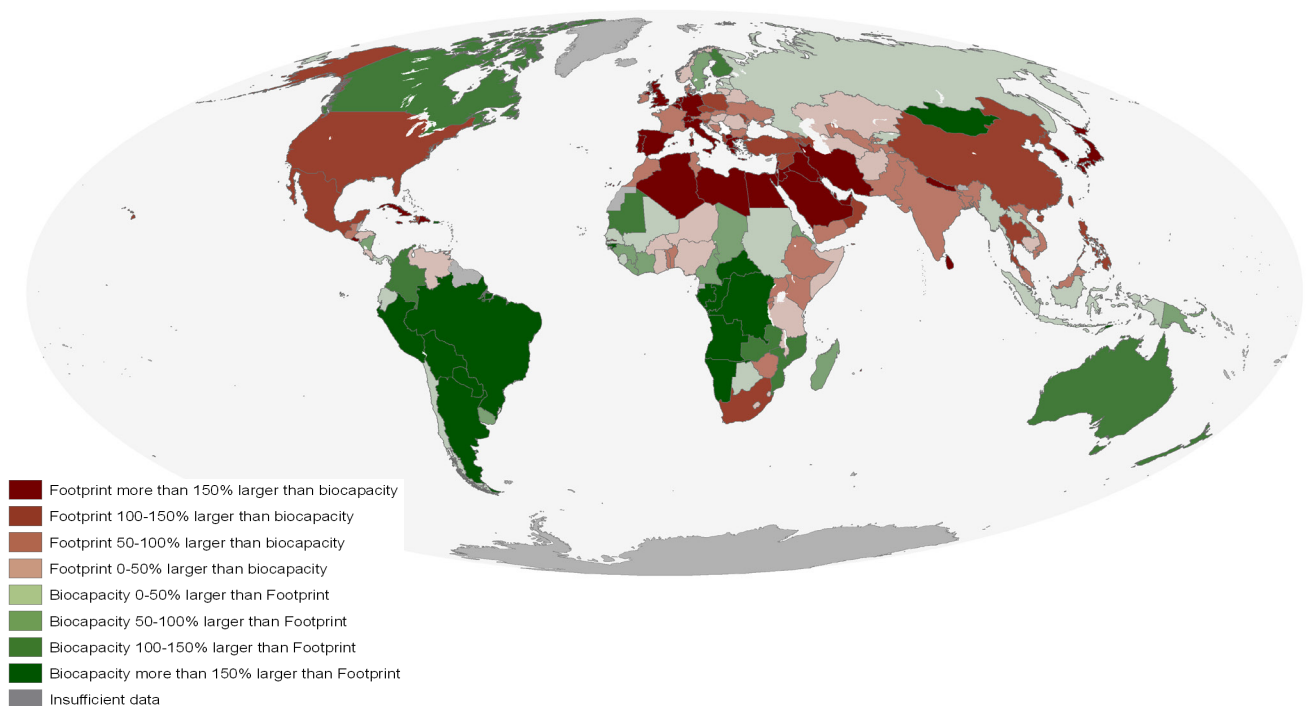 Footprint more than 150% larger than biocapacity
Footprint 100-150% larger than biocapacity
Footprint 50-100% larger than biocapacity
Footprint 0-50% larger than biocapacity
Biocapacity 0-50% larger than Footprint
Biocapacity 50-100% larger than Footprint
Biocapacity 100-150% larger than Footprint
Biocapacity more than 150% larger than Footprint
Insufficient data